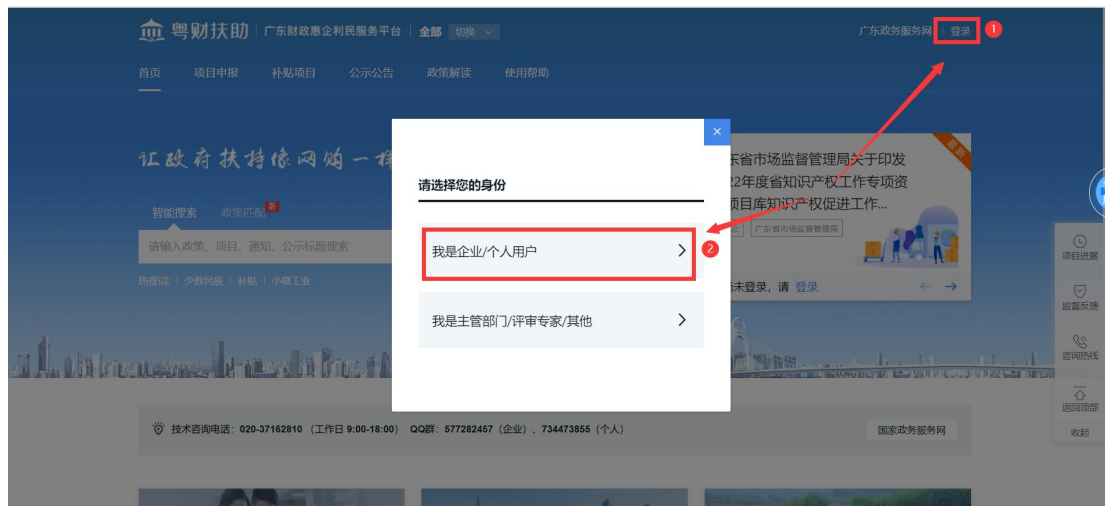 粤财扶助 广东财政惠企利民服务平台 全部 切换
广东政务服务网 登录 1
首页 项目申报 补贴项目 公示公告 政策解读 使用帮助
让政府扶持像网购一样
智能搜索 政策匹配 新
请输入政策、项目、通知、公示标题搜索
热搜词: 少数民族 补贴 小微工业
请选择您的身份
我是企业/个人用户 2
我是主管部门/评审专家/其他
东省市场监督管理局关于印发
22年度省知识产权工作专项资
项目库知识产权促进工作...
止 广东省市场监督管理局
最新
尚未登录,请 登录
项目进展
监督反馈
咨询热线
返回顶部
收起
技术咨询电话:020-37162810(工作日 9:00-18:00) QQ群:577282457(企业)、734473855(个人)
国家政务服务网